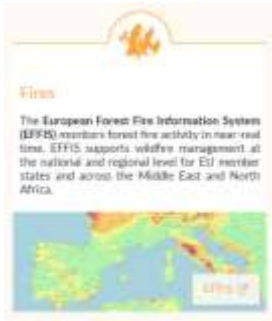 Fires
The European Forest Fire Information System
(EFFIS) monitors forest fire activity in near-real
time. EFFIS supports wildfire management at
the national and regional level for EU member
states and across the Middle East and North
Africa.
EFFIS